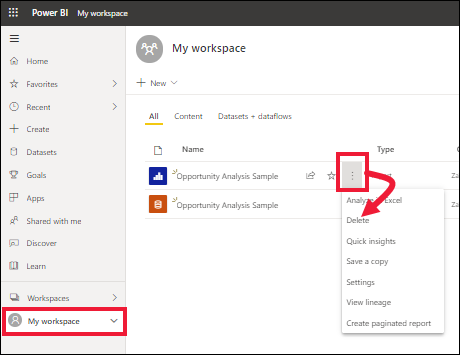 Power BI My workspace
Home
Favorites
Recent
Create
Datasets
Goals
Apps
Shared with me
Discover
Learn
Workspaces
My workspace
My workspace
New
All Content Datasets + dataflows
Name Type
Opportunity Analysis Sample
Opportunity Analysis Sample
Excel
Delete
Quick insights
Save a copy
Settings
View lineage
Create paginated report